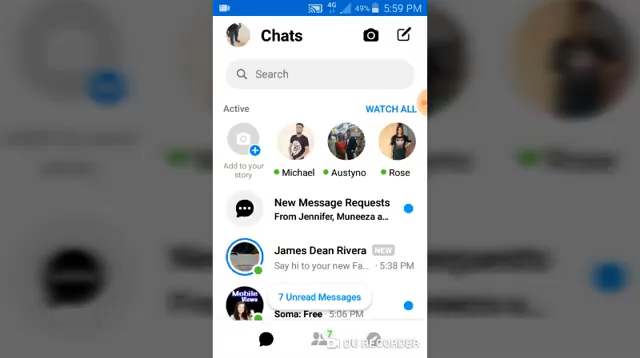 4G
49%
5:59 PM
Chats
Search
Active
WATCH ALL
Add to your
story
Michael
Austyno
Rose
New Message Requests
From Jennifer, Muneeza a...
James Dean Rivera NEW
Say hi to your new Fa... · 5:38 PM
Mobile
Views
7 Unread Messages
Soma: Free · 5:06 PM
7
DU RECORDER